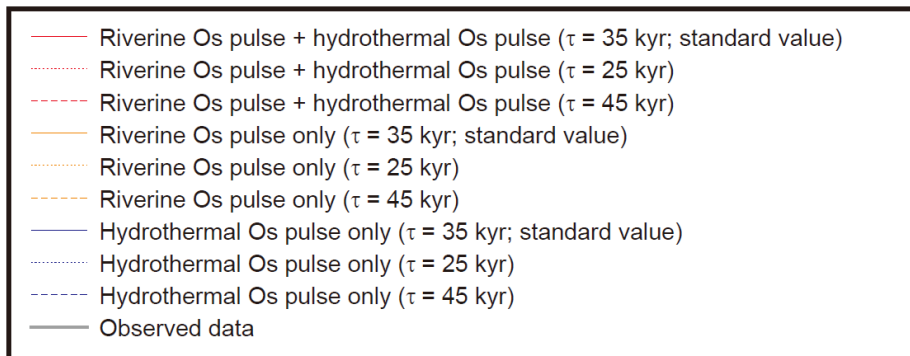 Riverine Os pulse + hydrothermal Os pulse (τ = 35 kyr; standard value)
Riverine Os pulse + hydrothermal Os pulse (τ = 25 kyr)
Riverine Os pulse + hydrothermal Os pulse (τ = 45 kyr)
Riverine Os pulse only (τ = 35 kyr; standard value)
Riverine Os pulse only (τ = 25 kyr)
Riverine Os pulse only (τ = 45 kyr)
Hydrothermal Os pulse only (τ = 35 kyr; standard value)
Hydrothermal Os pulse only (τ = 25 kyr)
Hydrothermal Os pulse only (τ = 45 kyr)
Observed data